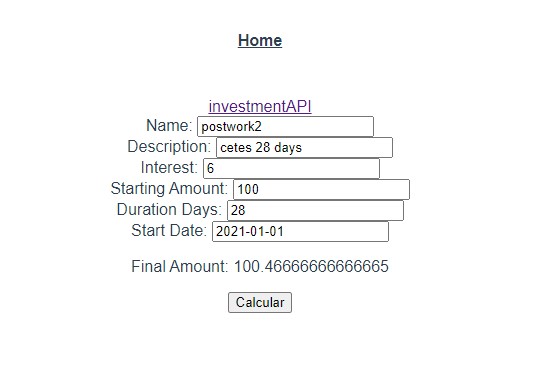 Home
investmentAPI
Name: postwork2
Description: cetes 28 days
Interest: 6
Starting Amount: 100
Duration Days: 28
Start Date: 2021-01-01
Final Amount: 100.46666666666665
Calcular